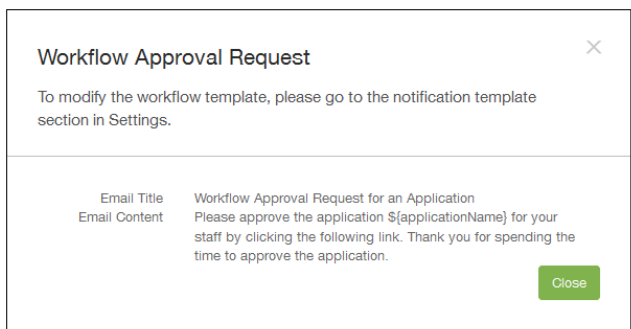 Workflow Approval Request
To modify the workflow template, please go to the notification template
section in Settings.
Email Title Workflow Approval Request for an Application
Email Content Please approve the application ${applicationName} for your
staff by clicking the following link. Thank you for spending the
time to approve the application.
Close